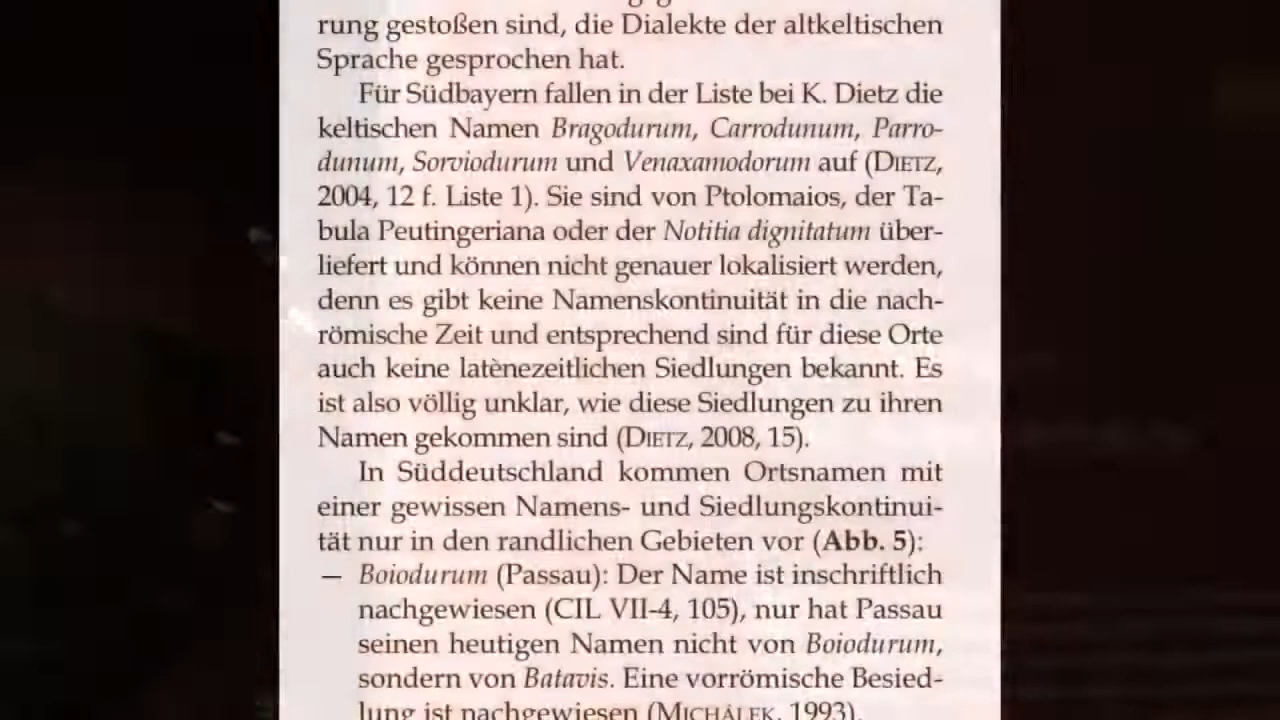 rung gestoßen sind, die Dialekte der altkeltischen
Sprache gesprochen hat.
Für Südbayern fallen in der Liste bei K. Dietz die
keltischen Namen Bragodurum, Carrodunum, Parro-
dunum, Sorviodurum und Venaxamodorum auf (DIETZ,
2004, 12 f. Liste 1). Sie sind von Ptolomaios, der Ta-
bula Peutingeriana oder der Notitia dignitatum über-
liefert und können nicht genauer lokalisiert werden,
denn es gibt keine Namenskontinuität in die nach-
römische Zeit und entsprechend sind für diese Orte
auch keine latènezeitlichen Siedlungen bekannt. Es
ist also völlig unklar, wie diese Siedlungen zu ihren
Namen gekommen sind (DIETZ, 2008, 15).
In Süddeutschland kommen Ortsnamen mit
einer gewissen Namens- und Siedlungskontinui-
tät nur in den randlichen Gebieten vor (Abb. 5):
— Boiodurum (Passau): Der Name ist inschriftlich
nachgewiesen (CIL VII-4, 105), nur hat Passau
seinen heutigen Namen nicht von Boiodurum,
sondern von Batavis. Eine vorrömische Besied-
lung ist nachgewiesen (MICHÁLEK, 1993).